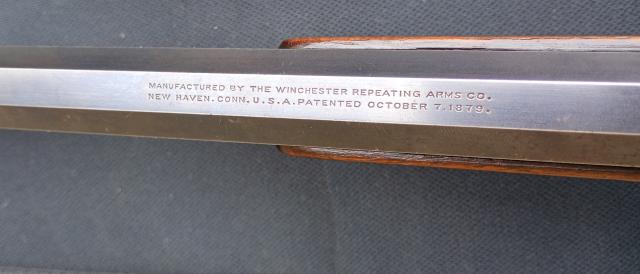 MANUFACTURED BY THE WINCHESTER REPEATING ARMS CO.
NEW HAVEN. CONN. U.S.A. PATENTED OCTOBER 7. 1879.